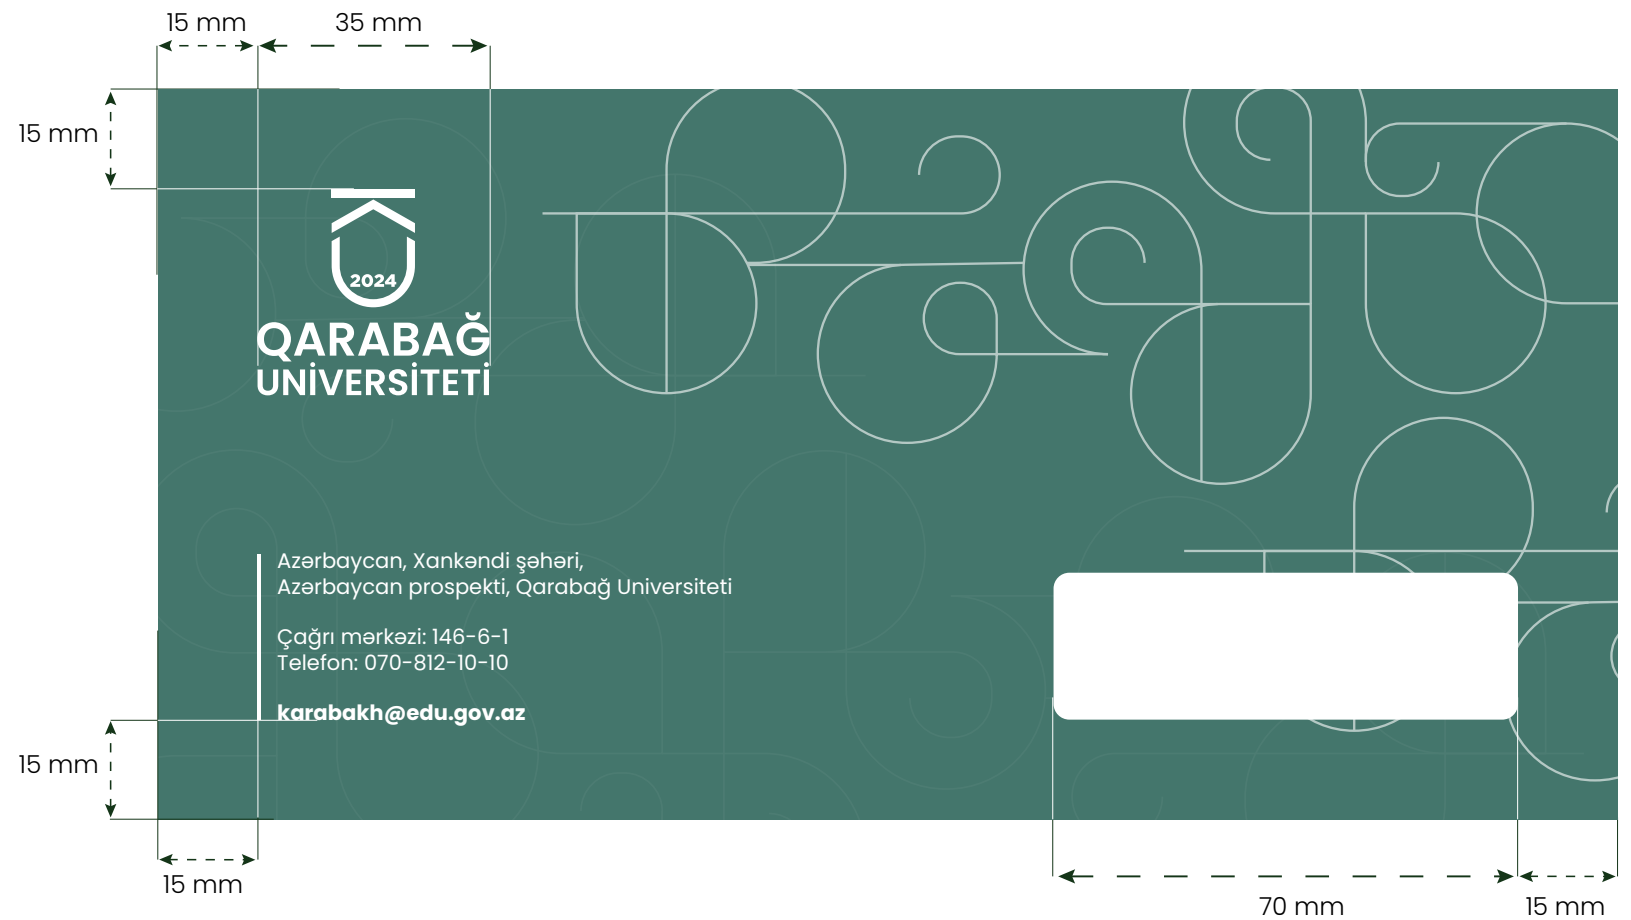 15 mm
35 mm
15 mm
2024
QARABAĞ
UNİVERSİTETİ
Azərbaycan, Xankəndi şəhəri,
Azərbaycan prospekti, Qarabağ Universiteti
Çağrı mərkəzi: 146-6-1
Telefon: 070-812-10-10
karabakh@edu.gov.az
15 mm
15 mm
70 mm
15 mm